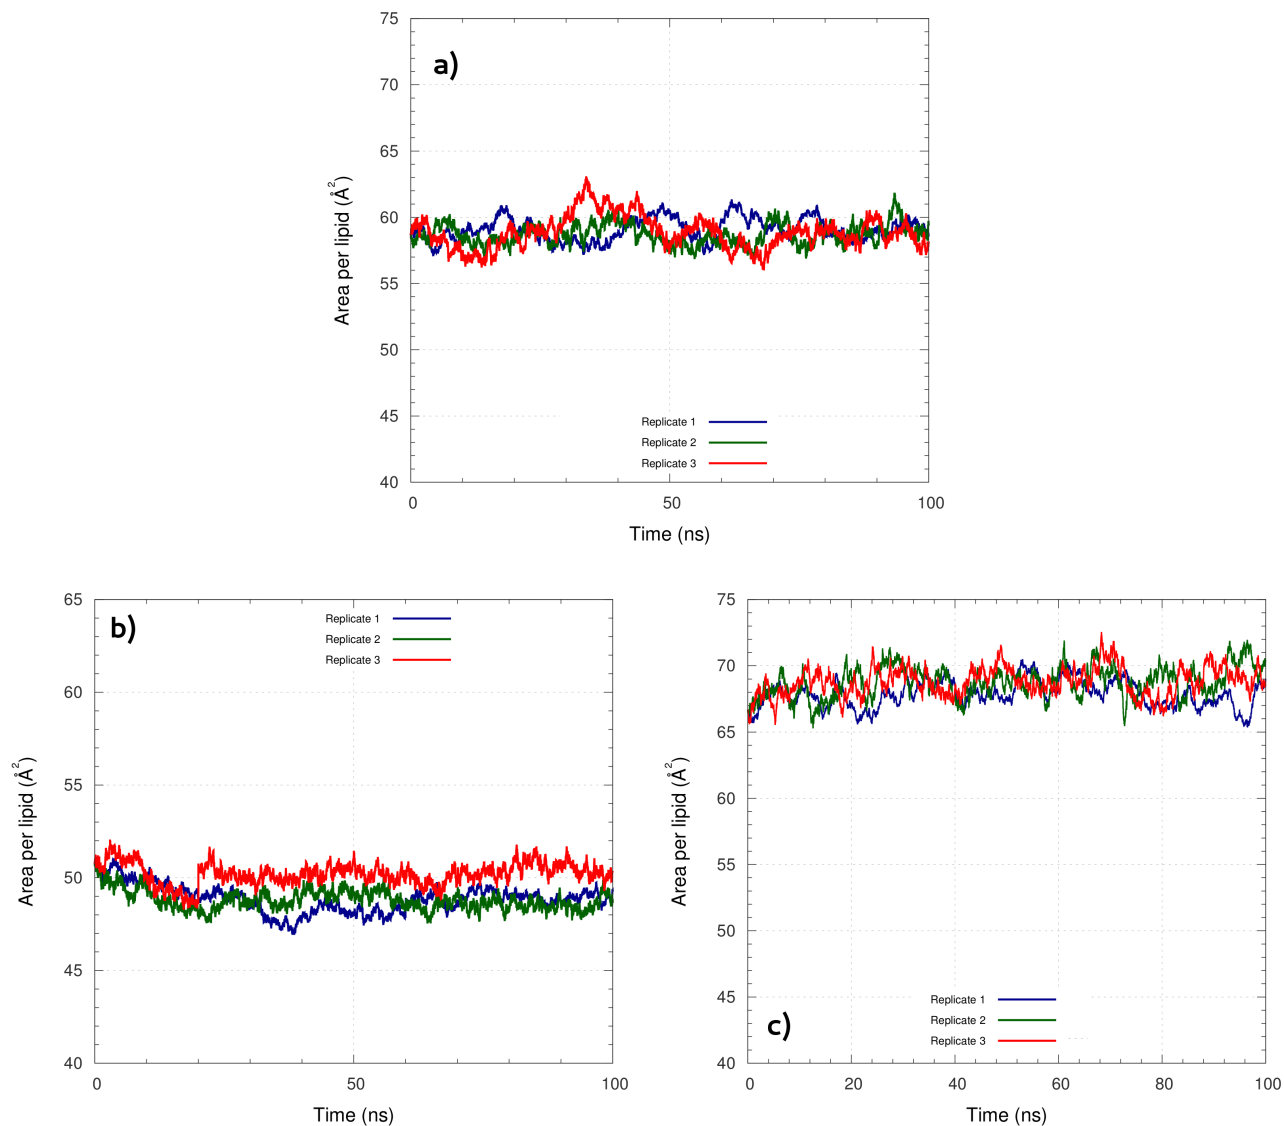 a)
75
70
65
60
55
50
45
40
Area per lipid (Å²)
Replicate 1
Replicate 2
Replicate 3
0 50 100
Time (ns)
b)
65
60
55
50
45
40
Area per lipid (Å²)
Replicate 1
Replicate 2
Replicate 3
0 50 100
Time (ns)
75
70
65
60
55
50
45
40
Area per lipid (Å²)
Replicate 1
Replicate 2
Replicate 3
c)
0 20 40 60 80 100
Time (ns)